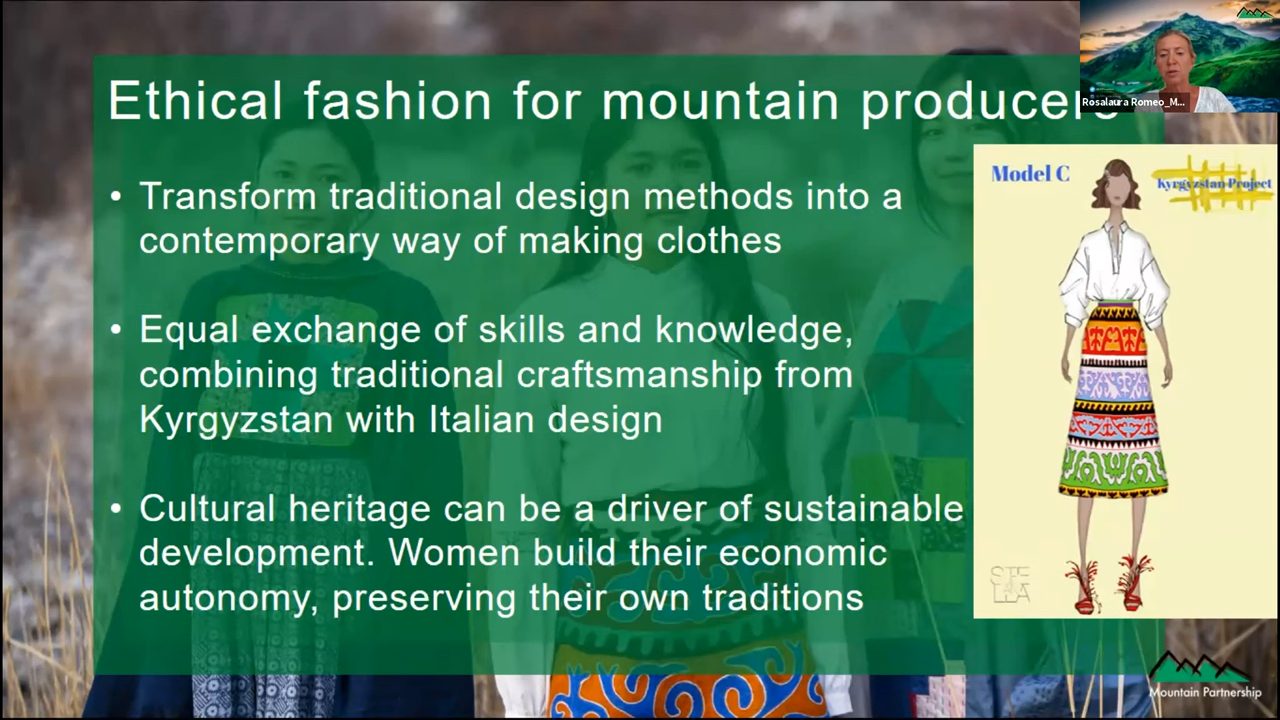 Ethical fashion for mountain producers
Rosalaura Romeo_M...
Model C
Kyrgyzstan Project
• Transform traditional design methods into a
contemporary way of making clothes
• Equal exchange of skills and knowledge,
combining traditional craftsmanship from
Kyrgyzstan with Italian design
• Cultural heritage can be a driver of sustainable
development. Women build their economic
autonomy, preserving their own traditions
STE
LLA
Mountain Partnership